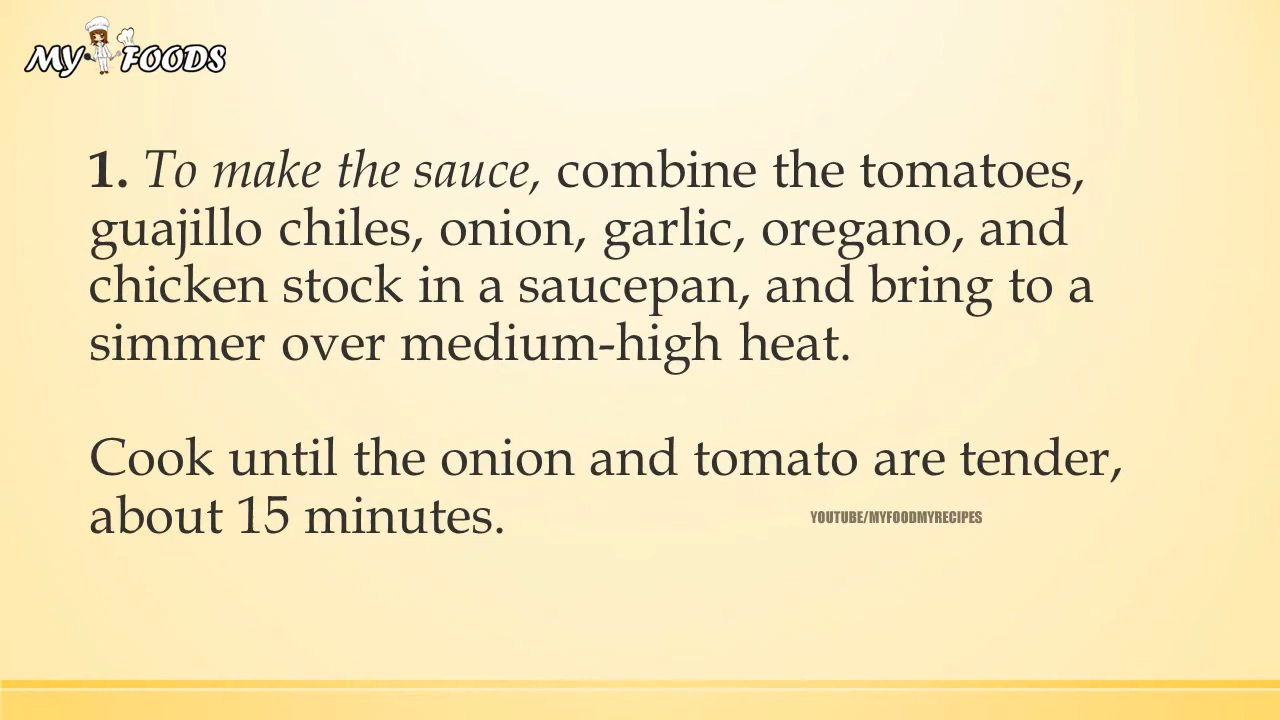 MY FOODS
1. To make the sauce, combine the tomatoes,
guajillo chiles, onion, garlic, oregano, and
chicken stock in a saucepan, and bring to a
simmer over medium-high heat.
Cook until the onion and tomato are tender,
about 15 minutes.
YOUTUBE/MYFOODMYRECIPES